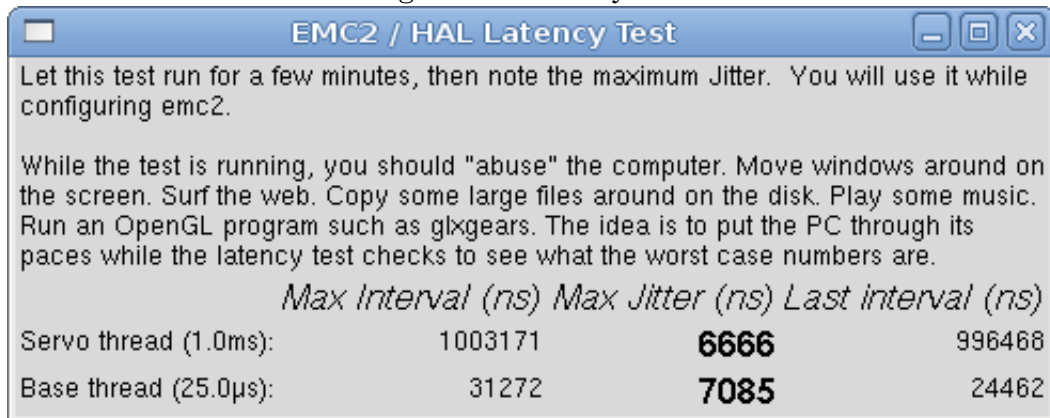 EMC2 / HAL Latency Test
Let this test run for a few minutes, then note the maximum Jitter.  You will use it while
configuring emc2.
While the test is running, you should "abuse" the computer. Move windows around on
the screen. Surf the web. Copy some large files around on the disk. Play some music.
Run an OpenGL program such as glxgears. The idea is to put the PC through its
paces while the latency test checks to see what the worst case numbers are.
Max Interval (ns) Max Jitter (ns) Last interval (ns)
Servo thread (1.0ms): 1003171 6666 996468
Base thread (25.0µs): 31272 7085 24462